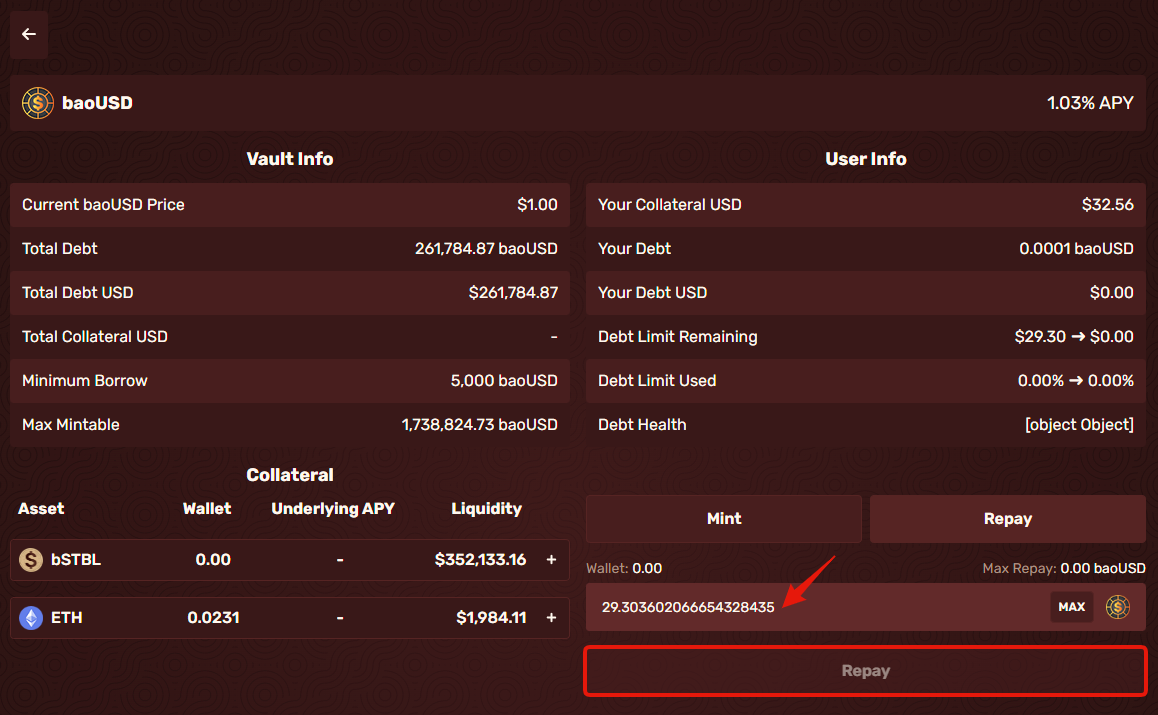 baoUSD 1.03% APY
Vault Info
Current baoUSD Price $1.00
Total Debt 261,784.87 baoUSD
Total Debt USD $261,784.87
Total Collateral USD -
Minimum Borrow 5,000 baoUSD
Max Mintable 1,738,824.73 baoUSD
User Info
Your Collateral USD $32.56
Your Debt 0.0001 baoUSD
Your Debt USD $0.00
Debt Limit Remaining $29.30 ➔ $0.00
Debt Limit Used 0.00% ➔ 0.00%
Debt Health [object Object]
Collateral
Asset Wallet Underlying APY Liquidity
bSTBL 0.00 - $352,133.16 +
ETH 0.0231 - $1,984.11 +
Mint Repay
Wallet: 0.00 Max Repay: 0.00 baoUSD
29.303602066654328435 MAX
Repay